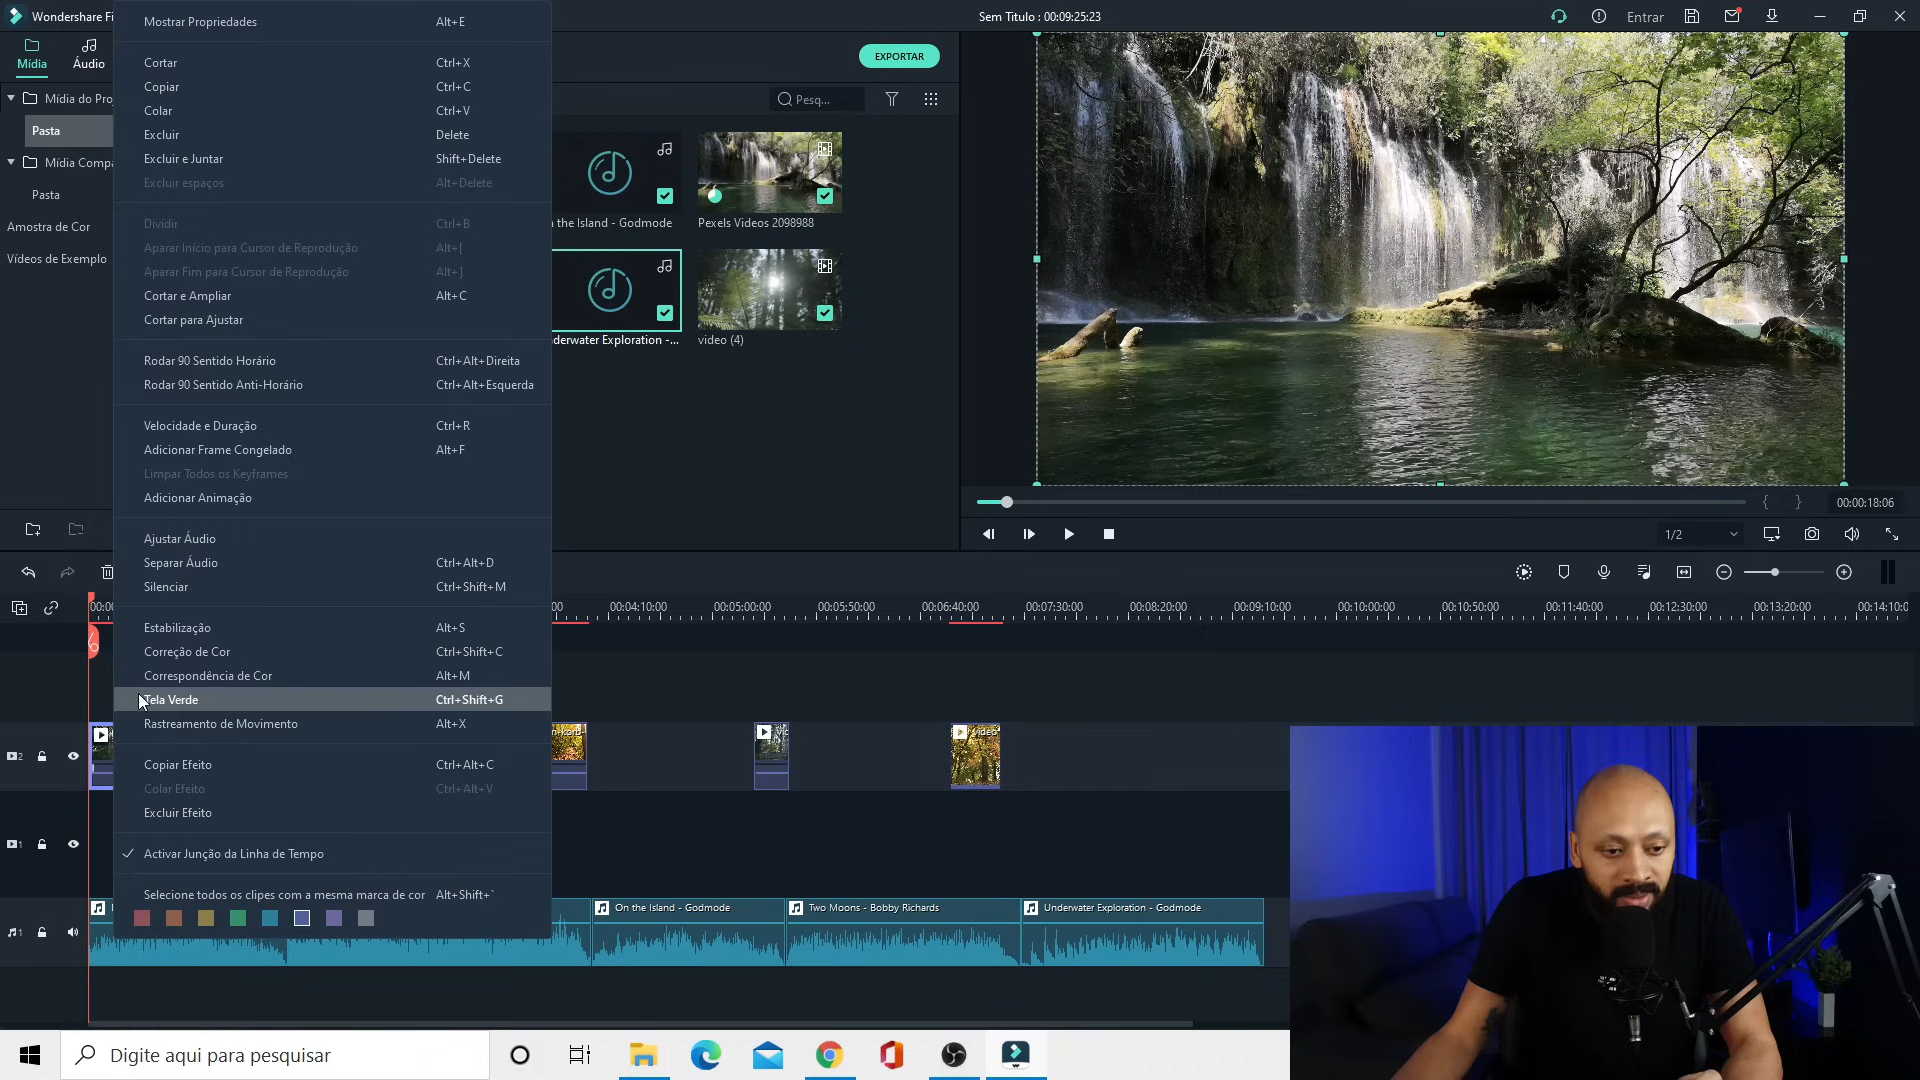 Wondershare Fi
Sem Titulo : 00:09:25:23
Entrar
Mídia
Áudio
EXPORTAR
Mídia do Proj
Pesq...
Pasta
Mídia Compa
Pasta
Amostra de Cor
Vídeos de Exemplo
Mostrar Propriedades Alt+E
Cortar Ctrl+X
Copiar Ctrl+C
Colar Ctrl+V
Excluir Delete
Excluir e Juntar Shift+Delete
Excluir espaços Alt+Delete
Dividir Ctrl+B
Aparar Início para Cursor de Reprodução Alt+[
Aparar Fim para Cursor de Reprodução Alt+]
Cortar e Ampliar Alt+C
Cortar para Ajustar
Rodar 90 Sentido Horário Ctrl+Alt+Direita
Rodar 90 Sentido Anti-Horário Ctrl+Alt+Esquerda
Velocidade e Duração Ctrl+R
Adicionar Frame Congelado Alt+F
Limpar Todos os Keyframes
Adicionar Animação
Ajustar Áudio
Separar Áudio Ctrl+Alt+D
Silenciar Ctrl+Shift+M
Estabilização Alt+S
Correção de Cor Ctrl+Shift+C
Correspondência de Cor Alt+M
Tela Verde Ctrl+Shift+G
Rastreamento de Movimento Alt+X
Copiar Efeito Ctrl+Alt+C
Colar Efeito Ctrl+Alt+V
Excluir Efeito
Activar Junção da Linha de Tempo
Selecione todos os clipes com a mesma marca de cor Alt+Shift+`
the Island - Godmode
Pexels Videos 2098988
derwater Exploration -...
video (4)
00:00:18:06
1/2
00:0
00
00:04:10:00
00:05:00:00
00:05:50:00
00:06:40:00
00:07:30:00
00:08:20:00
00:09:10:00
00:10:00:00
00:10:50:00
00:11:40:00
00:12:30:00
00:13:20:00
00:14:10:0
2
video
1
1
On the Island - Godmode
Two Moons - Bobby Richards
Underwater Exploration - Godmode
Digite aqui para pesquisar